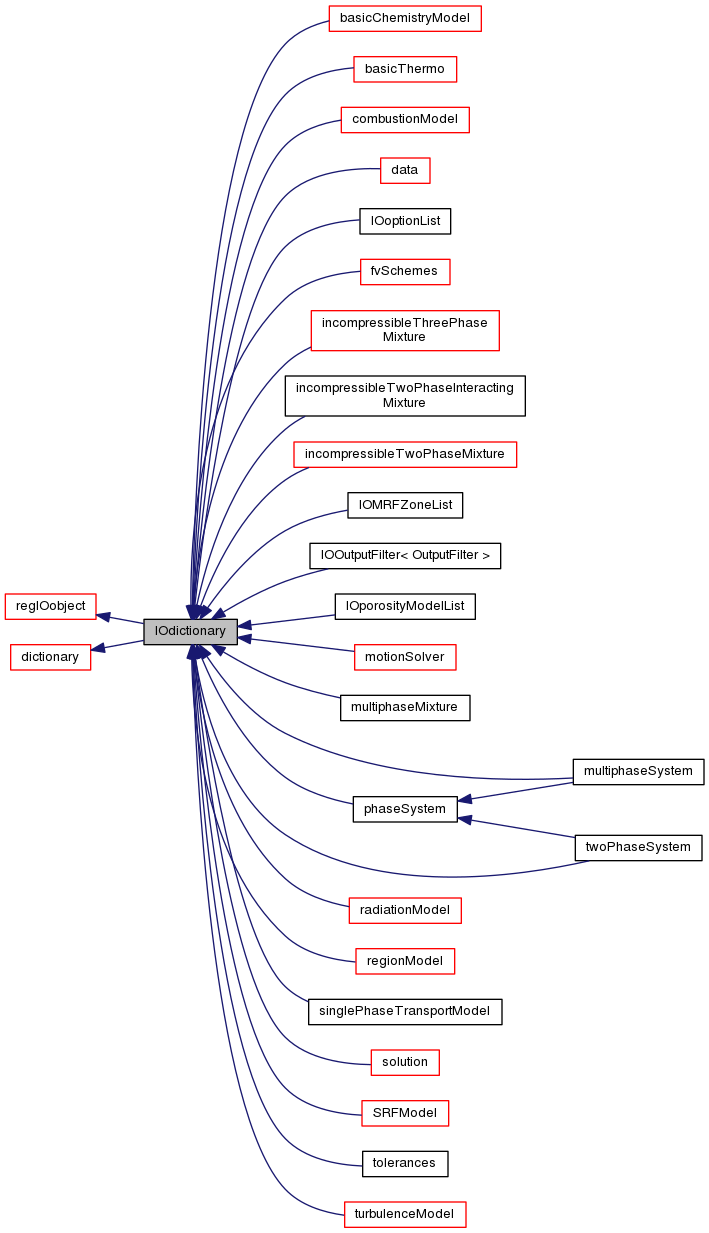 basicChemistryModel
basicThermo
combustionModel
data
IOoptionList
fvSchemes
incompressibleThreePhase
Mixture
incompressibleTwoPhaseInteracting
Mixture
incompressibleTwoPhaseMixture
IOMRFZoneList
IOOutputFilter< OutputFilter >
regIOobject
IOporosityModelList
IOdictionary
dictionary
motionSolver
multiphaseMixture
multiphaseSystem
phaseSystem
twoPhaseSystem
radiationModel
regionModel
singlePhaseTransportModel
solution
SRFModel
tolerances
turbulenceModel